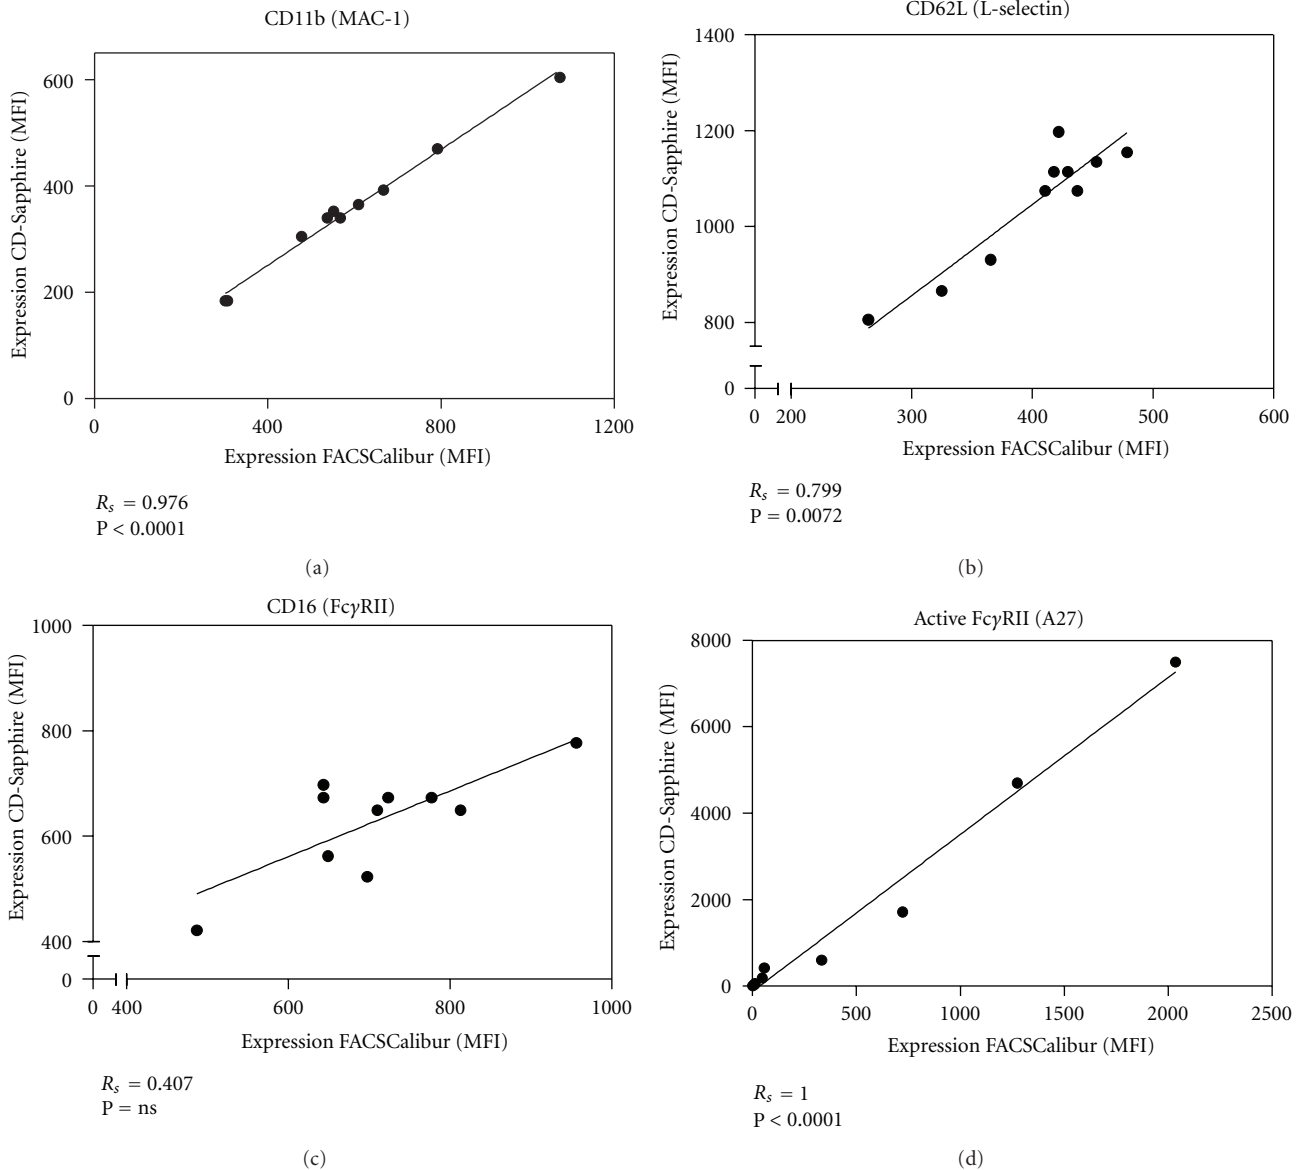 CD11b (MAC-1)
Expression CD-Sapphire (MFI)
600
400
200
0
0 400 800 1200
Expression FACSCalibur (MFI)
Rs = 0.976
P < 0.0001
(a)
CD62L (L-selectin)
Expression CD-Sapphire (MFI)
1400
1200
1000
800
0
0 200 300 400 500 600
Expression FACSCalibur (MFI)
Rs = 0.799
P = 0.0072
(b)
CD16 (FcγRII)
Expression CD-Sapphire (MFI)
1000
800
600
400
0
0 400 600 800 1000
Expression FACSCalibur (MFI)
Rs = 0.407
P = ns
(c)
Active FcγRII (A27)
Expression CD-Sapphire (MFI)
8000
6000
4000
2000
0
0 500 1000 1500 2000 2500
Expression FACSCalibur (MFI)
Rs = 1
P < 0.0001
(d)